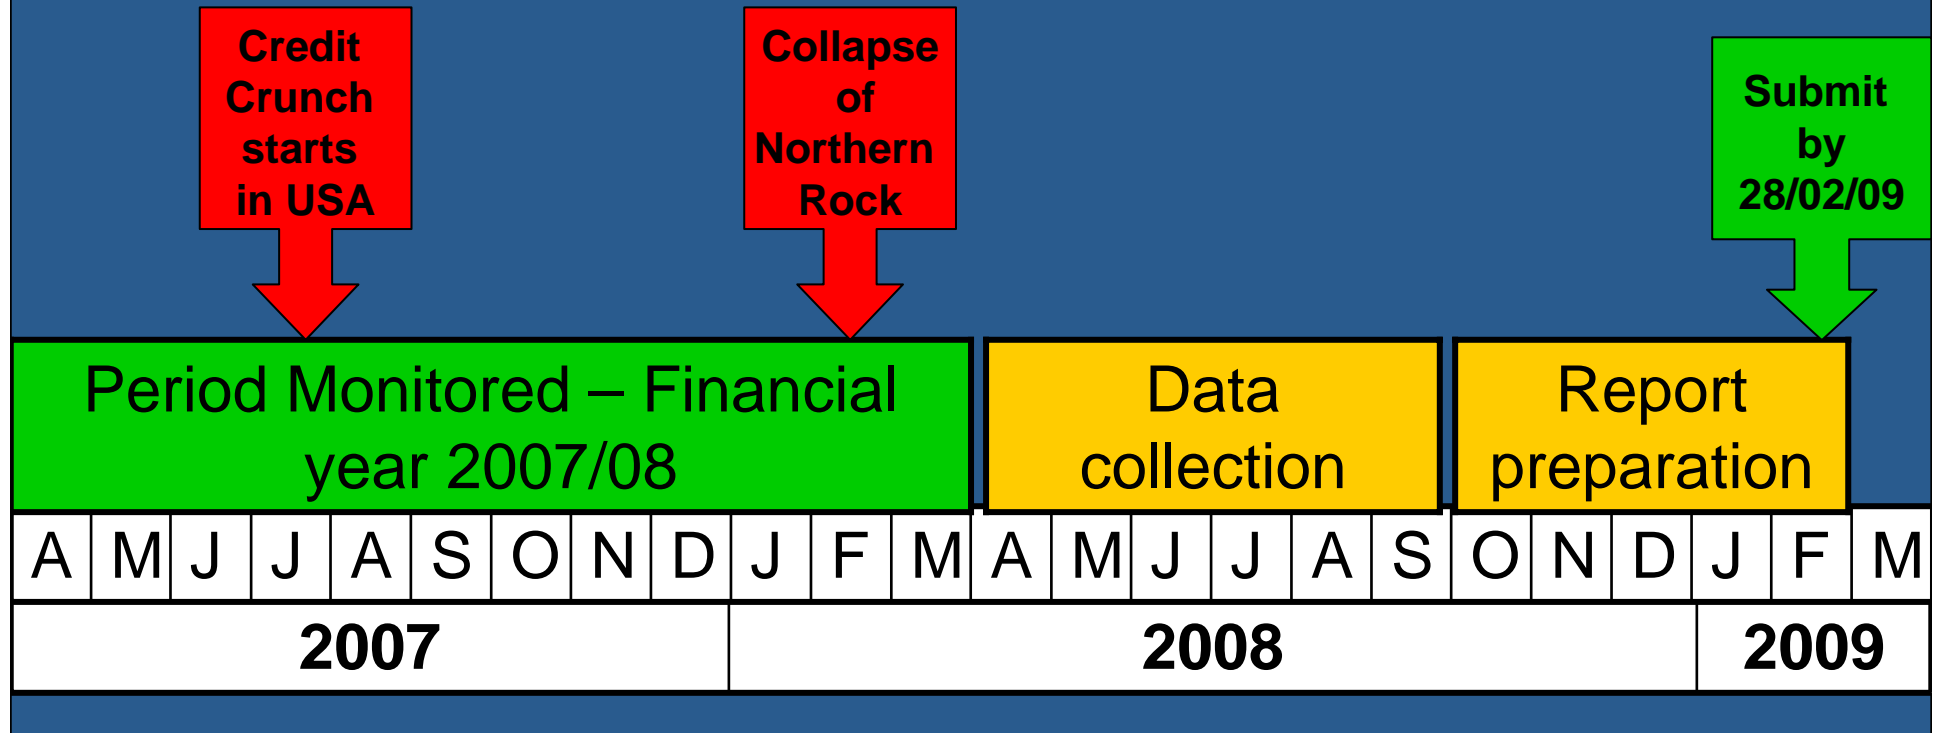 Credit
Crunch
starts
in USA
Collapse
of
Northern
Rock
Submit
by
28/02/09
Period Monitored – Financial
year 2007/08
Data
collection
Report
preparation
A M J J A S O N D J F M A M J J A S O N D J F M
2007 2008 2009